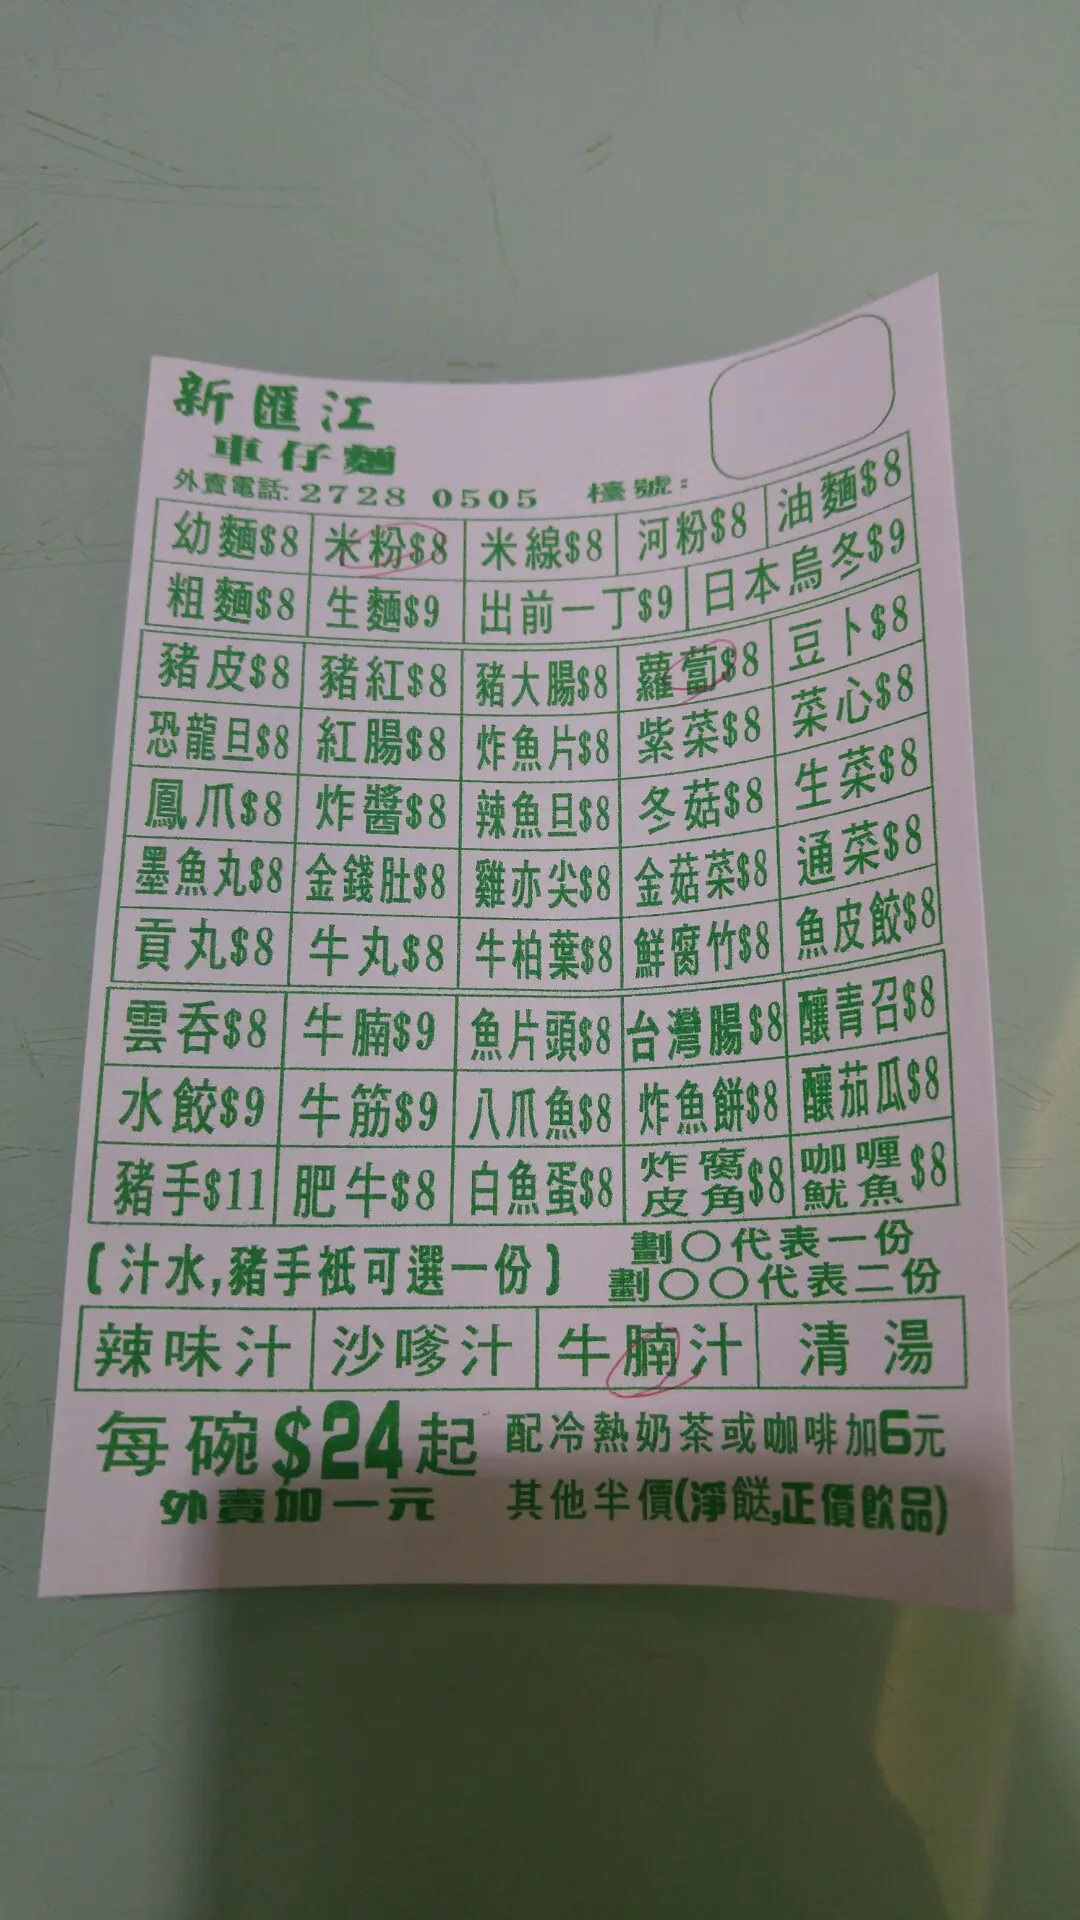 新匯江
車仔麵
外賣電話: 2728 0505 檯號:
幼麵$8 米粉$8 米線$8 河粉$8 油麵$8
粗麵$8 生麵$9 出前一丁$9 日本烏冬$9
豬皮$8 豬紅$8 豬大腸$8 蘿蔔$8 豆卜$8
恐龍旦$8 紅腸$8 炸魚片$8 紫菜$8 菜心$8
鳳爪$8 炸醬$8 辣魚旦$8 冬菇$8 生菜$8
墨魚丸$8 金錢肚$8 雞亦尖$8 金菇菜$8 通菜$8
貢丸$8 牛丸$8 牛柏葉$8 鮮腐竹$8 魚皮餃$8
雲吞$8 牛腩$9 魚片頭$8 台灣腸$8 釀青召$8
水餃$9 牛筋$9 八爪魚$8 炸魚餅$8 釀茄瓜$8
豬手$11 肥牛$8 白魚蛋$8 炸腐皮角$8 咖喱魷魚$8
(汁水,豬手祇可選一份)
劃○代表一份
劃○○代表二份
辣味汁 沙嗲汁 牛腩汁 清湯
每碗$24起
外賣加一元
配冷熱奶茶或咖啡加6元
其他半價(淨餸,正價飲品)